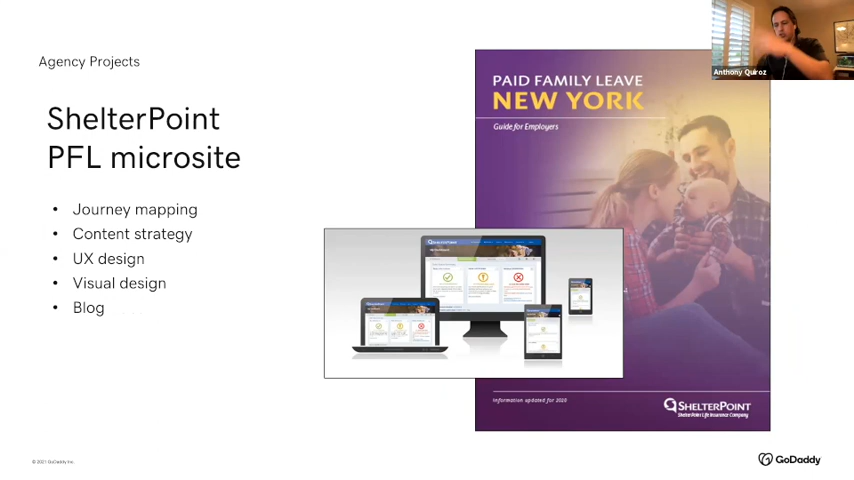 Agency Projects
ShelterPoint
PFL microsite
• Journey mapping
• Content strategy
• UX design
• Visual design
• Blog
PAID FAMILY LEAVE
NEW YORK
Guide for Employers
SHELTERPOINT
Information updated for 2020
SHELTERPOINT
ShelterPoint Life Insurance Company
Anthony Quiroz
© 2021 GoDaddy Inc.
GoDaddy